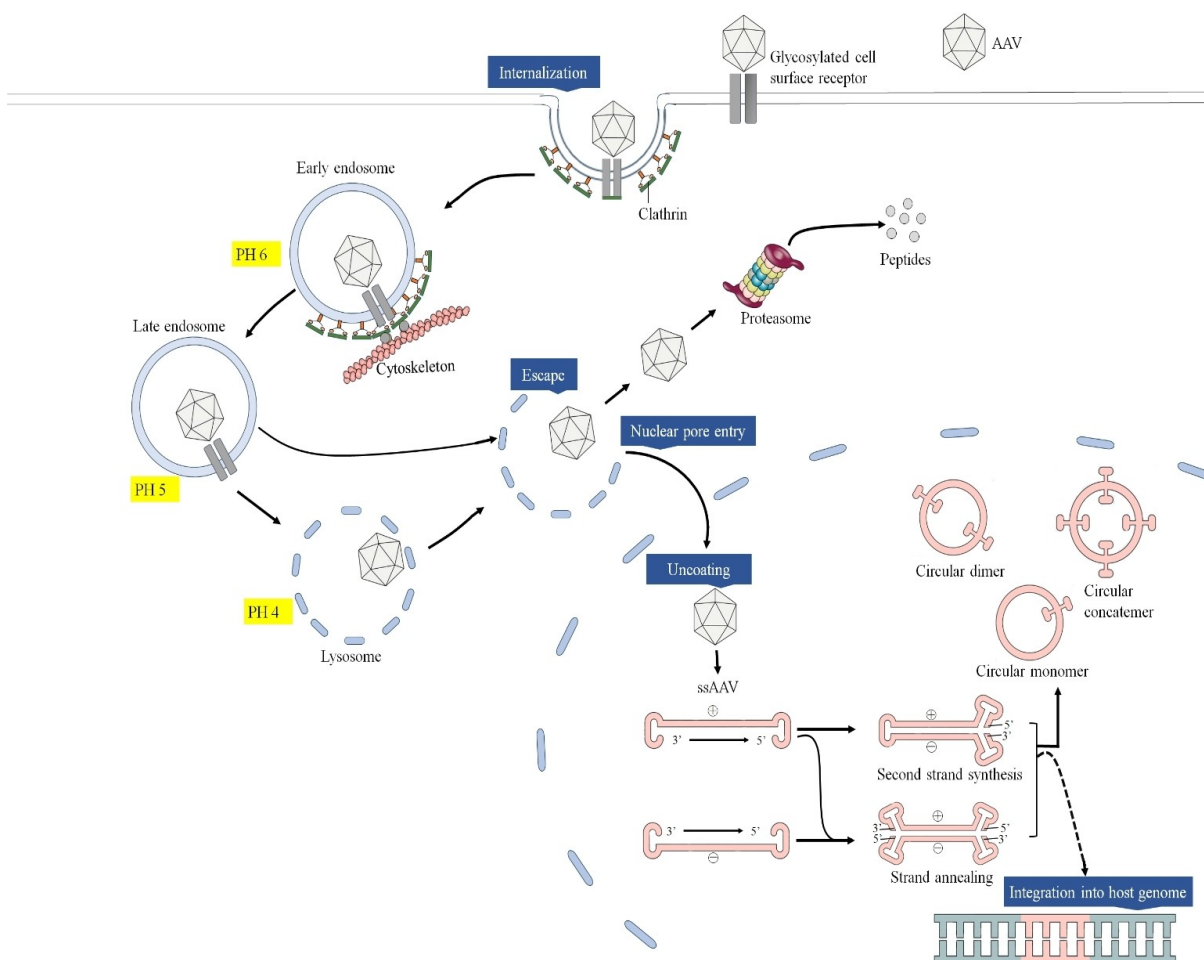 AAV
Glycosylated cell
surface receptor
Internalization
Clathrin
Early endosome
PH 6
Peptides
Proteasome
Late endosome
Cytoskeleton
Escape
Nuclear pore entry
PH 5
Uncoating
Circular dimer
Circular
concatemer
PH 4
Lysosome
Circular monomer
ssAAV
+
3’ 5’
+
5’
3’
−
Second strand synthesis
3’ 5’
−
+
3’ 5’
5’ 3’
−
Strand anncaling
Integration into host genome